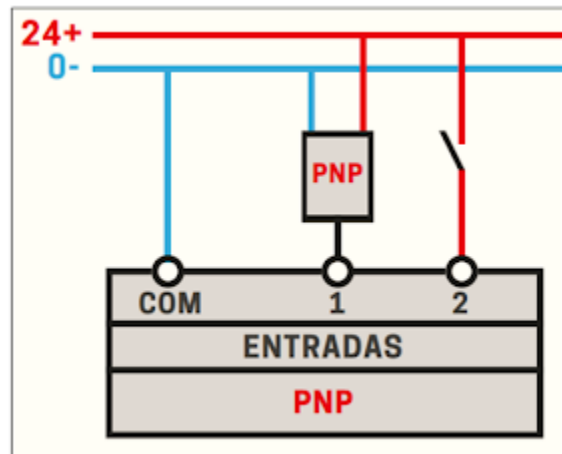 24+
0-
PNP
COM 1 2
ENTRADAS
PNP